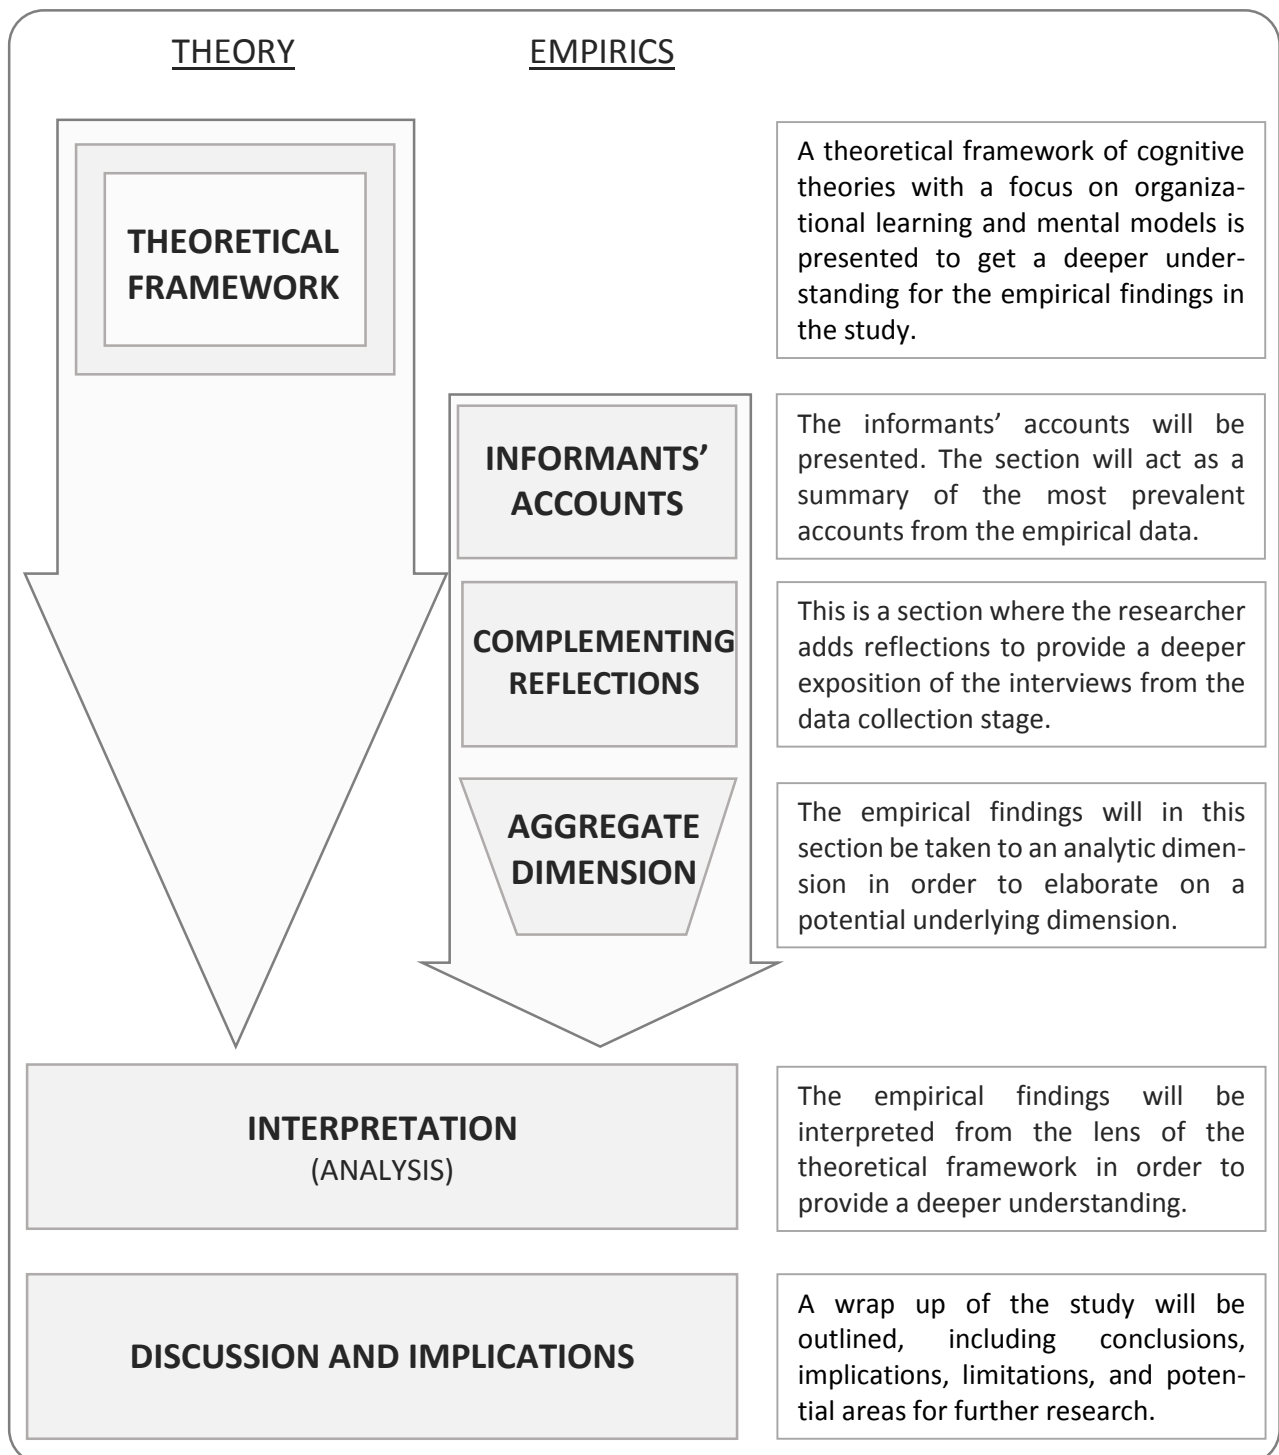 THEORY
EMPIRICS
THEORETICAL
FRAMEWORK
A theoretical framework of cognitive
theories with a focus on organiza-
tional learning and mental models is
presented to get a deeper under-
standing for the empirical findings in
the study.
INFORMANTS’
ACCOUNTS
The informants’ accounts will be
presented. The section will act as a
summary of the most prevalent
accounts from the empirical data.
COMPLEMENTING
REFLECTIONS
This is a section where the researcher
adds reflections to provide a deeper
exposition of the interviews from the
data collection stage.
AGGREGATE
DIMENSION
The empirical findings will in this
section be taken to an analytic dimen-
sion in order to elaborate on a
potential underlying dimension.
INTERPRETATION
(ANALYSIS)
The empirical findings will be
interpreted from the lens of the
theoretical framework in order to
provide a deeper understanding.
DISCUSSION AND IMPLICATIONS
A wrap up of the study will be
outlined, including conclusions,
implications, limitations, and poten-
tial areas for further research.